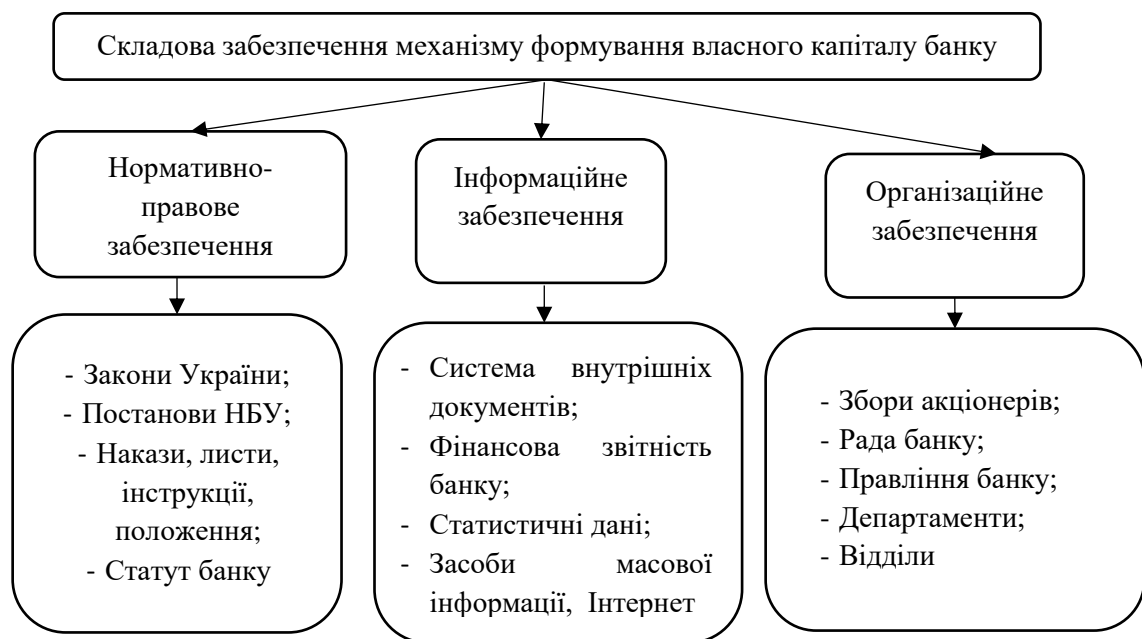 Складова забезпечення механізму формування власного капіталу банку
Нормативно-
правове
забезпечення
Інформаційне
забезпечення
Організаційне
забезпечення
- Закони України;
- Постанови НБУ;
- Накази, листи,
інструкції,
положення;
- Статут банку
- Система внутрішніх
документів;
- Фінансова звітність
банку;
- Статистичні дані;
- Засоби масової
інформації, Інтернет
- Збори акціонерів;
- Рада банку;
- Правління банку;
- Департаменти;
- Відділи